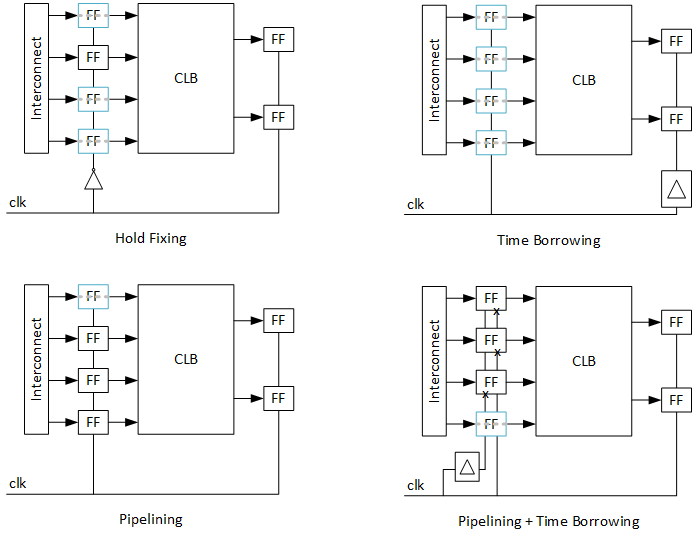 Interconnect
FF
FF
FF
FF
CLB
FF
FF
clk
Hold Fixing
Interconnect
FF
FF
FF
FF
CLB
FF
FF
△
clk
Time Borrowing
Interconnect
FF
FF
FF
FF
CLB
FF
FF
clk
Pipelining
Interconnect
FF
x
FF
x
FF
x
FF
CLB
FF
FF
△
clk
Pipelining + Time Borrowing